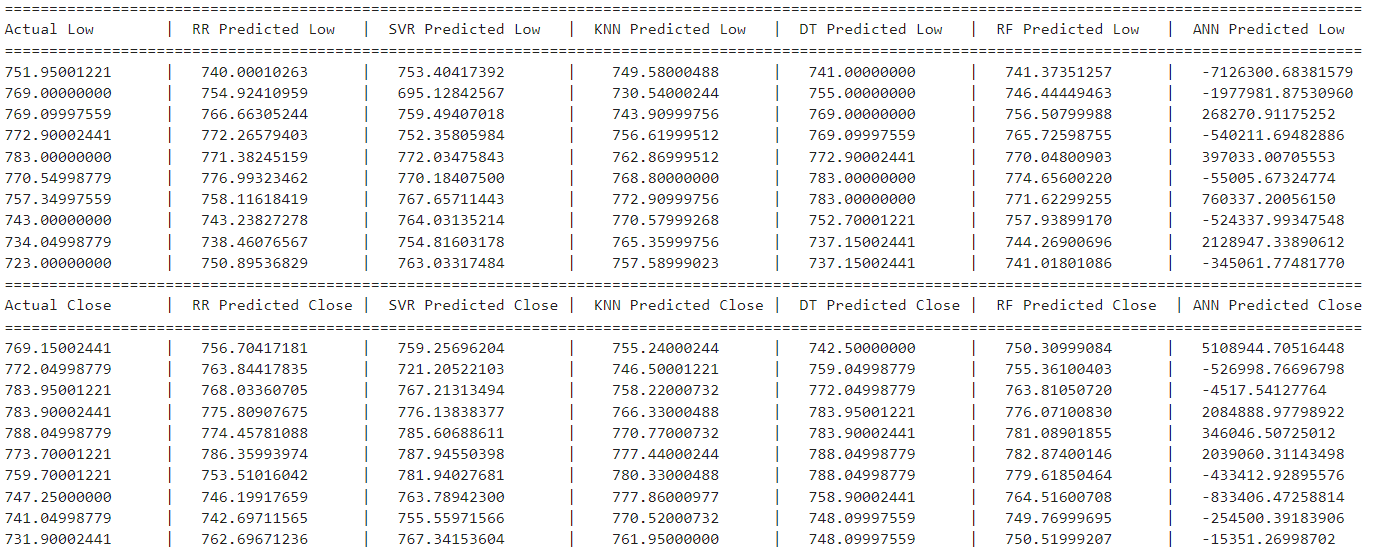 ==========================================================================================================================================================
Actual Low        |  RR Predicted Low   |  SVR Predicted Low   |  KNN Predicted Low   |  DT Predicted Low   |  RF Predicted Low   |  ANN Predicted Low
==========================================================================================================================================================
751.95001221      |   740.00010263      |   753.40417392       |    749.58000488      |  741.00000000       |   741.37351257      |   -7126300.68381579
769.00000000      |   754.92410959      |   695.12842567       |    730.54000244      |  755.00000000       |   746.44449463      |   -1977981.87530960
769.09997559      |   766.66305244      |   759.49407018       |    743.90999756      |  769.00000000       |   756.50799988      |   268270.91175252
772.90002441      |   772.26579403      |   752.35805984       |    756.61999512      |  769.09997559       |   765.72598755      |   -540211.69482886
783.00000000      |   771.38245159      |   772.03475843       |    762.86999512      |  772.90002441       |   770.04800903      |   397033.00705553
770.54998779      |   776.99323462      |   770.18407500       |    768.80000000      |  783.00000000       |   774.65600220      |   -55005.67324774
757.34997559      |   758.11618419      |   767.65711443       |    772.90999756      |  783.00000000       |   771.62299255      |   760337.20056150
743.00000000      |   743.23827278      |   764.03135214       |    770.57999268      |  752.70001221       |   757.93899170      |   -524337.99347548
734.04998779      |   738.46076567      |   754.81603178       |    765.35999756      |  737.15002441       |   744.26900696      |   2128947.33890612
723.00000000      |   750.89536829      |   763.03317484       |    757.58999023      |  737.15002441       |   741.01801086      |   -345061.77481770
==========================================================================================================================================================
Actual Close      |  RR Predicted Close |  SVR Predicted Close |  KNN Predicted Close |  DT Predicted Close |  RF Predicted Close  | ANN Predicted Close
==========================================================================================================================================================
769.15002441      |   756.70417181      |   759.25696204       |    755.24000244      |  742.50000000       |   750.30999084      |   5108944.70516448
772.04998779      |   763.84417835      |   721.20522103       |    746.50001221      |  759.04998779       |   755.36100403      |   -526998.76696798
783.95001221      |   768.03360705      |   767.21313494       |    758.22000732      |  772.04998779       |   763.81050720      |   -4517.54127764
783.90002441      |   775.80907675      |   776.13838377       |    766.33000488      |  783.95001221       |   776.07100830      |   2084888.97798922
788.04998779      |   774.45781088      |   785.60688611       |    770.77000732      |  783.90002441       |   781.08901855      |   346046.50725012
773.70001221      |   786.35993974      |   787.94550398       |    777.44000244      |  788.04998779       |   782.87400146      |   2039060.31143498
759.70001221      |   753.51016042      |   781.94027681       |    780.33000488      |  788.04998779       |   779.61850464      |   -433412.92895576
747.25000000      |   746.19917659      |   763.78942300       |    777.86000977      |  758.90002441       |   764.51600708      |   -833406.47258814
741.04998779      |   742.69711565      |   755.55971566       |    770.52000732      |  748.09997559       |   749.76999695      |   -254500.39183906
731.90002441      |   762.69671236      |   767.34153604       |    761.95000000      |  748.09997559       |   750.51999207      |   -15351.26998702